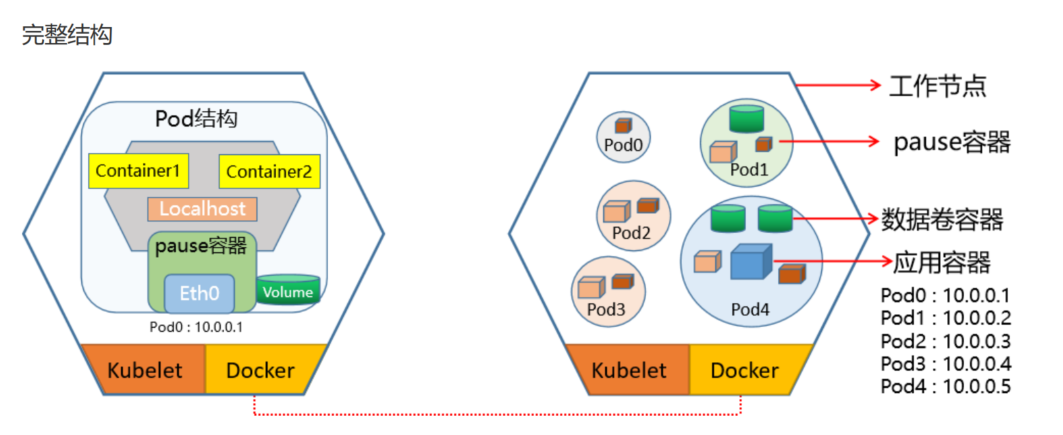 完整结构
Pod结构
Container1
Container2
Localhost
pause容器
Eth0
Volume
Pod0 : 10.0.0.1
Kubelet
Docker
Pod0
Pod1
Pod2
Pod3
Pod4
Kubelet
Docker
工作节点
pause容器
数据卷容器
应用容器
Pod0 : 10.0.0.1
Pod1 : 10.0.0.2
Pod2 : 10.0.0.3
Pod3 : 10.0.0.4
Pod4 : 10.0.0.5